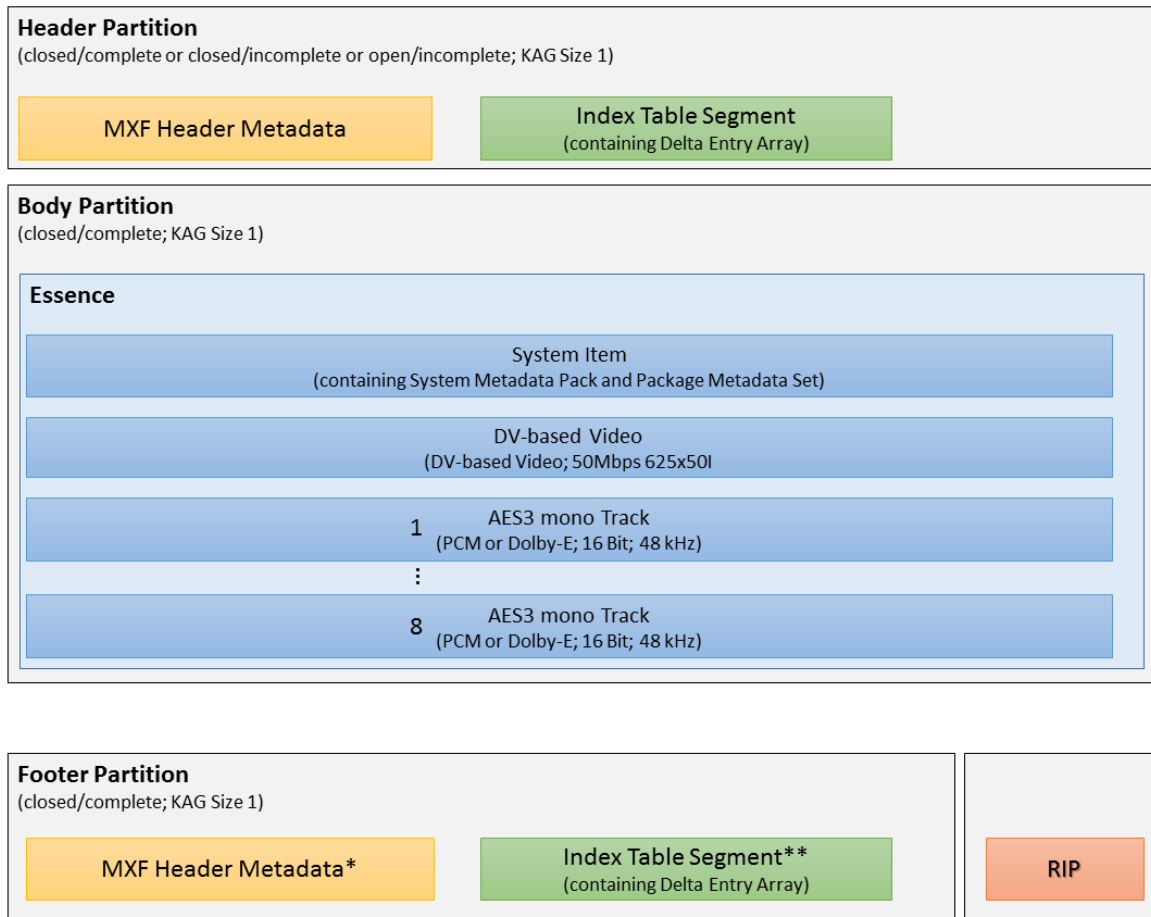 Header Partition
(closed/complete or closed/incomplete or open/incomplete; KAG Size 1)
MXF Header Metadata
Index Table Segment
(containing Delta Entry Array)
Body Partition
(closed/complete; KAG Size 1)
Essence
System Item
(containing System Metadata Pack and Package Metadata Set)
DV-based Video
(DV-based Video; 50Mbps 625x50I
1
AES3 mono Track
(PCM or Dolby-E; 16 Bit; 48 kHz)
⋮
8
AES3 mono Track
(PCM or Dolby-E; 16 Bit; 48 kHz)
Footer Partition
(closed/complete; KAG Size 1)
MXF Header Metadata*
Index Table Segment**
(containing Delta Entry Array)
RIP